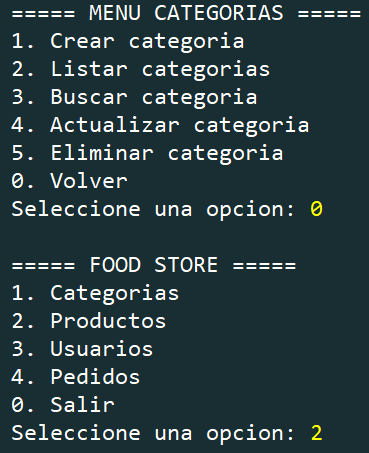 ===== MENU CATEGORIAS =====
1. Crear categoria
2. Listar categorias
3. Buscar categoria
4. Actualizar categoria
5. Eliminar categoria
0. Volver
Seleccione una opcion: 0

===== FOOD STORE =====
1. Categorias
2. Productos
3. Usuarios
4. Pedidos
0. Salir
Seleccione una opcion: 2